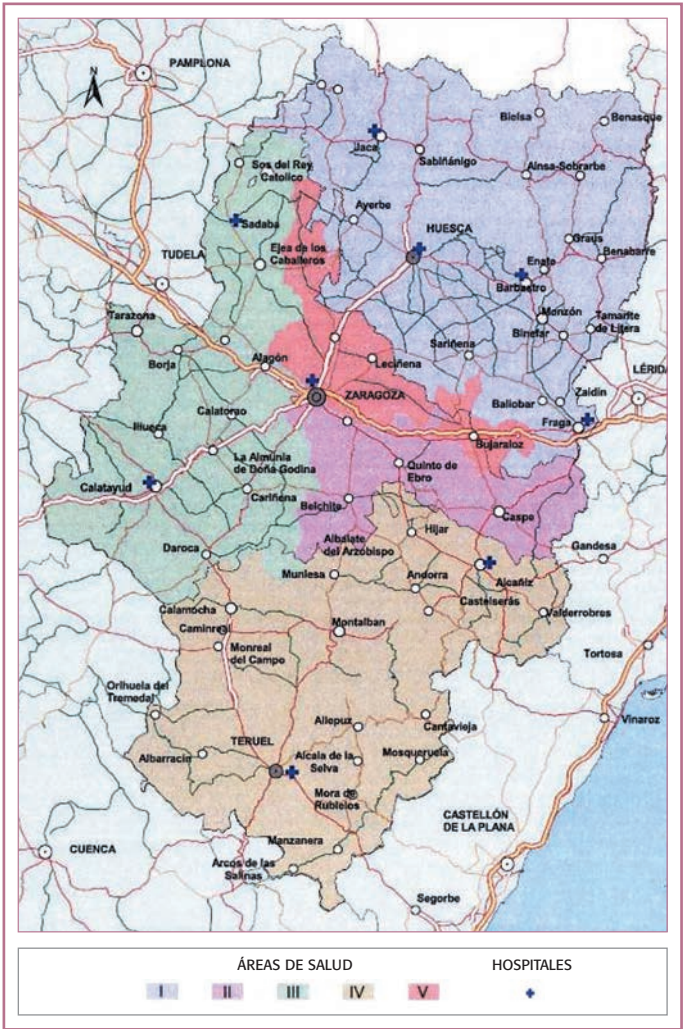 N
PAMPLONA
Bielsa
Benasque
Jaca
Sabiñánigo
Ainsa-Sobrarbe
Sos del Rey
Catolico
Ayerbe
Sadaba
HUESCA
Graus
Ejea de los
Caballeros
Enate
Benabarre
TUDELA
Barbastro
Tarazona
Monzón
Tamarite
de Litera
Binefar
Borja
Alagón
Leciñena
Sariñena
ZARAGOZA
Ballobar
Zaidín
LÉRIDA
Calatorao
Fraga
Illueca
Bujaraloz
La Almunia
de Doña Godina
Quinto de
Ebro
Calatayud
Cariñena
Belchite
Caspe
Daroca
Albalate
del Arzobispo
Hijar
Gandesa
Muniesa
Andorra
Alcañiz
Castelserás
Calamocha
Valderrobres
Caminreal
Montalban
Monreal
del Campo
Tortosa
Orihuela del
Tremedal
Allepuz
Cantavieja
Vinaroz
TERUEL
Albarracín
Alcala de la
Selva
Mosqueruela
Mora de
Rubielos
CASTELLÓN
DE LA PLANA
CUENCA
Manzanera
Arcos de las
Salinas
Segorbe
ÁREAS DE SALUD
HOSPITALES
I II III IV V